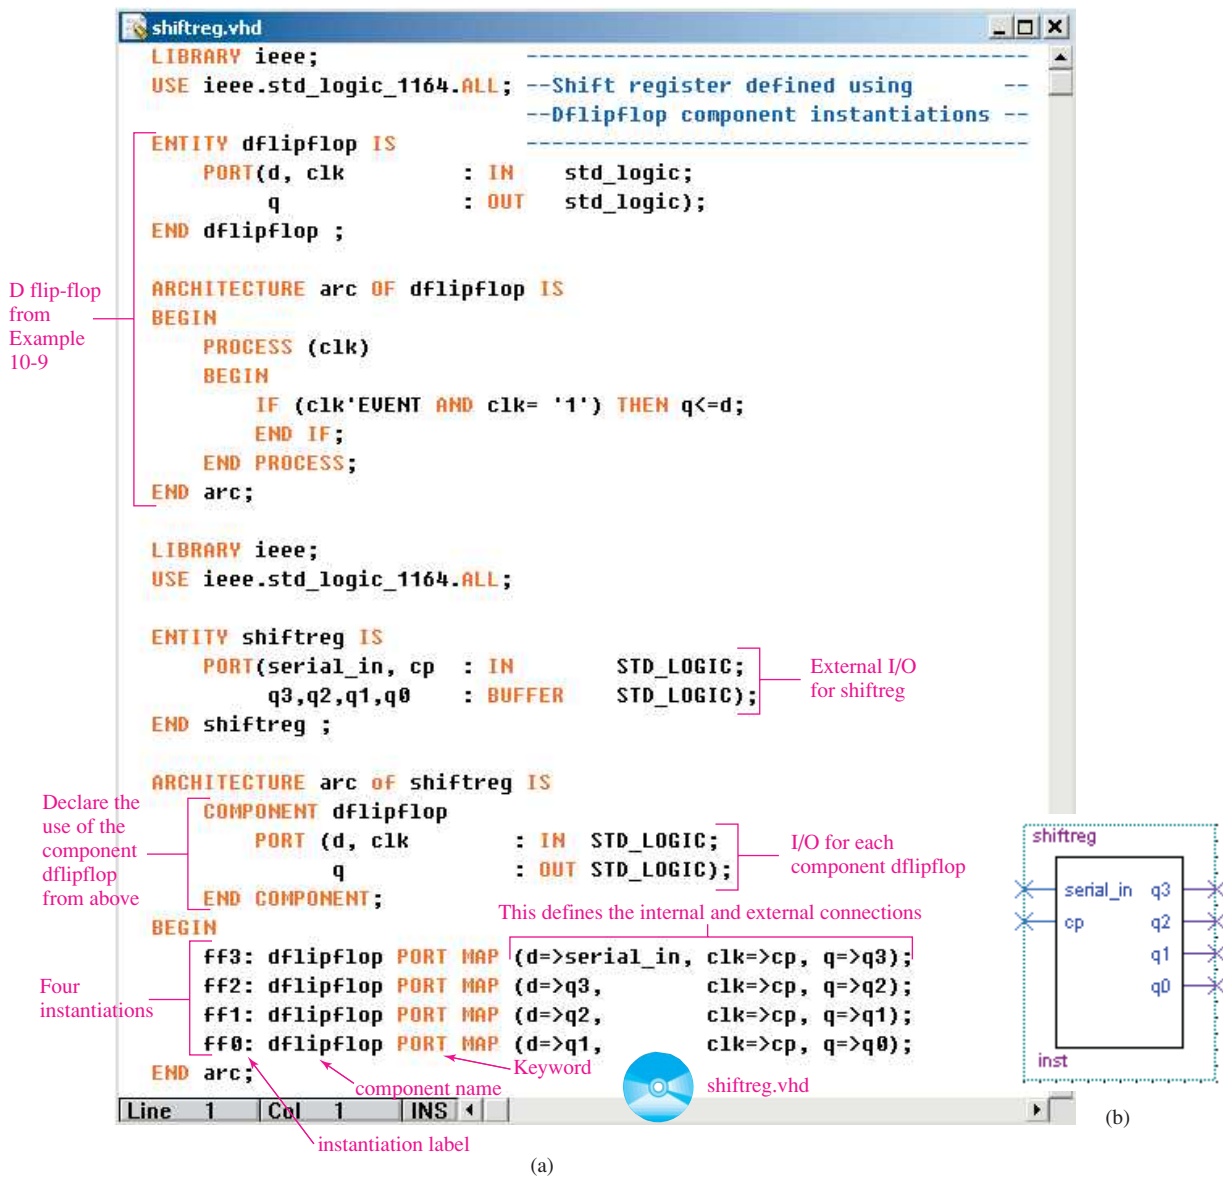 shiftreg.vhd
LIBRARY ieee; --------------------------------------
USE ieee.std_logic_1164.ALL; --Shift register defined using --
--Dflipflop component instantiations --
ENTITY dflipflop IS --------------------------------------
PORT(d, clk : IN std_logic;
q : OUT std_logic);
END dflipflop ;
D flip-flop
from
Example
10-9
ARCHITECTURE arc OF dflipflop IS
BEGIN
PROCESS (clk)
BEGIN
IF (clk'EVENT AND clk= '1') THEN q<=d;
END IF;
END PROCESS;
END arc;
LIBRARY ieee;
USE ieee.std_logic_1164.ALL;
ENTITY shiftreg IS
PORT(serial_in, cp : IN STD_LOGIC;
q3,q2,q1,q0 : BUFFER STD_LOGIC);
END shiftreg ;
External I/O
for shiftreg
ARCHITECTURE arc of shiftreg IS
COMPONENT dflipflop
PORT (d, clk : IN STD_LOGIC;
q : OUT STD_LOGIC);
END COMPONENT;
Declare the
use of the
component
dflipflop
from above
I/O for each
component dflipflop
This defines the internal and external connections
BEGIN
ff3: dflipflop PORT MAP (d=>serial_in, clk=>cp, q=>q3);
ff2: dflipflop PORT MAP (d=>q3, clk=>cp, q=>q2);
ff1: dflipflop PORT MAP (d=>q2, clk=>cp, q=>q1);
ff0: dflipflop PORT MAP (d=>q1, clk=>cp, q=>q0);
END arc;
Four
instantiations
Keyword
component name
shiftreg.vhd
Line 1 Col 1 INS
instantiation label
(a)
shiftreg
serial_in q3
cp q2
q1
q0
inst
(b)